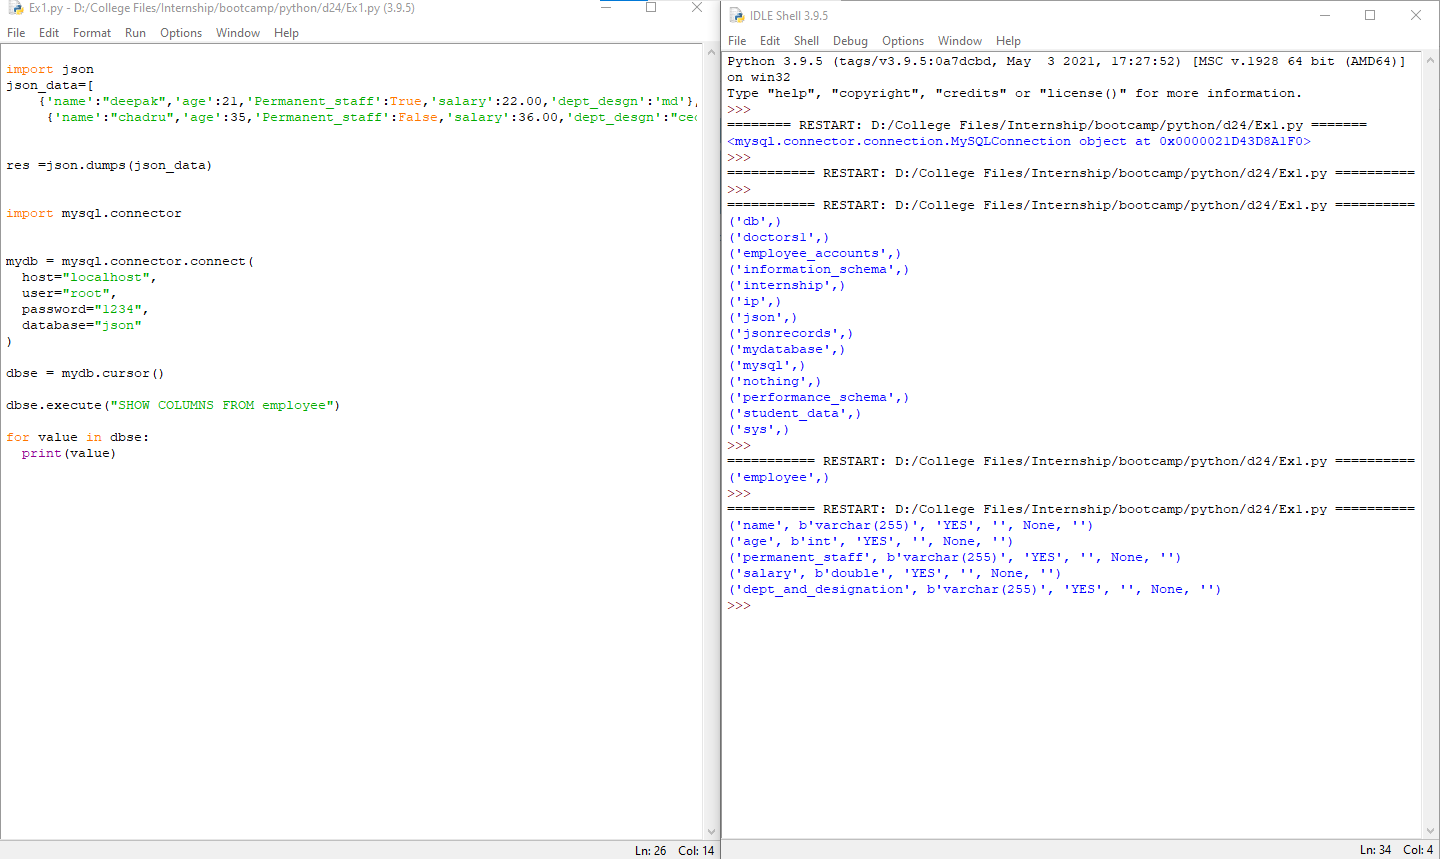 Ex1.py - D:/College Files/Internship/bootcamp/python/d24/Ex1.py (3.9.5)
File Edit Format Run Options Window Help
import json
json_data=[
    {'name':"deepak",'age':21,'Permanent_staff':True,'salary':22.00,'dept_desgn':'md'},
     {'name':"chadru",'age':35,'Permanent_staff':False,'salary':36.00,'dept_desgn':"ceo
res =json.dumps(json_data)
import mysql.connector
mydb = mysql.connector.connect(
  host="localhost",
  user="root",
  password="1234",
  database="json"
)
dbse = mydb.cursor()
dbse.execute("SHOW COLUMNS FROM employee")
for value in dbse:
  print(value)
Ln: 26 Col: 14
IDLE Shell 3.9.5
File Edit Shell Debug Options Window Help
Python 3.9.5 (tags/v3.9.5:0a7dcbd, May  3 2021, 17:27:52) [MSC v.1928 64 bit (AMD64)]
on win32
Type "help", "copyright", "credits" or "license()" for more information.
>>>
======== RESTART: D:/College Files/Internship/bootcamp/python/d24/Ex1.py =======
<mysql.connector.connection.MySQLConnection object at 0x0000021D43D8A1F0>
>>>
=========== RESTART: D:/College Files/Internship/bootcamp/python/d24/Ex1.py ==========
>>>
=========== RESTART: D:/College Files/Internship/bootcamp/python/d24/Ex1.py ==========
('db',)
('doctors1',)
('employee_accounts',)
('information_schema',)
('internship',)
('ip',)
('json',)
('jsonrecords',)
('mydatabase',)
('mysql',)
('nothing',)
('performance_schema',)
('student_data',)
('sys',)
>>>
=========== RESTART: D:/College Files/Internship/bootcamp/python/d24/Ex1.py ==========
('employee',)
>>>
=========== RESTART: D:/College Files/Internship/bootcamp/python/d24/Ex1.py ==========
('name', b'varchar(255)', 'YES', '', None, '')
('age', b'int', 'YES', '', None, '')
('permanent_staff', b'varchar(255)', 'YES', '', None, '')
('salary', b'double', 'YES', '', None, '')
('dept_and_designation', b'varchar(255)', 'YES', '', None, '')
>>>
Ln: 34 Col: 4